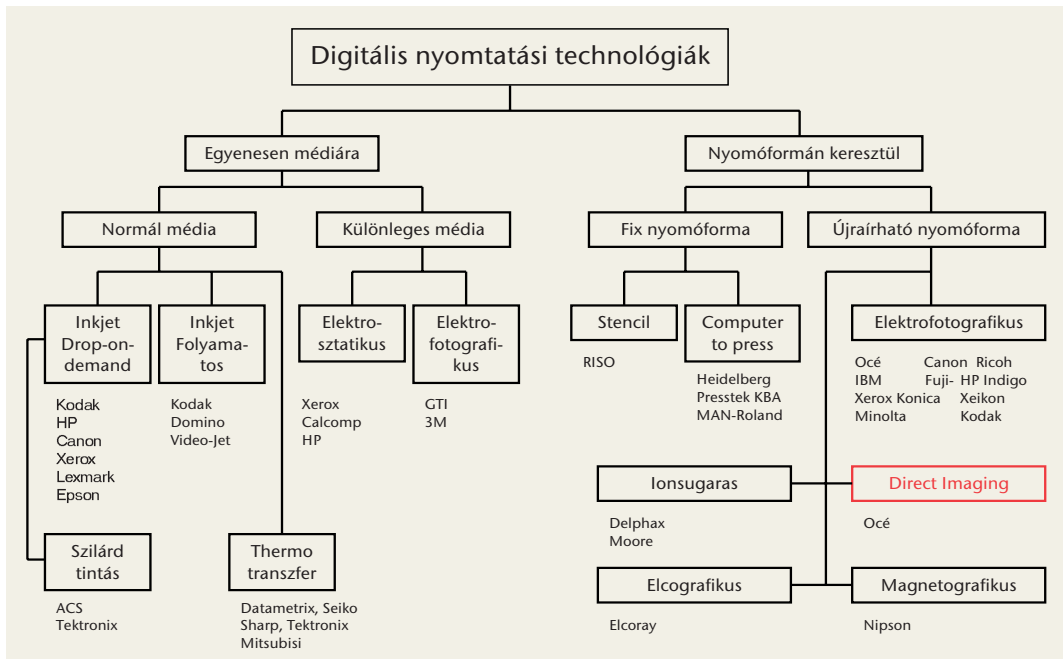 Digitális nyomtatási technológiák
Egyenesen médiára
Nyomóformán keresztül
Normál média
Különleges média
Fix nyomóforma
Újraírható nyomóforma
Inkjet
Drop-on-
demand
Kodak
HP
Canon
Xerox
Lexmark
Epson
Inkjet
Folyama-
tos
Kodak
Domino
Video-Jet
Elektro-
sztatikus
Xerox
Calcomp
HP
Elektro-
fotografi-
kus
GTI
3M
Stencil
RISO
Computer
to press
Heidelberg
Presstek KBA
MAN-Roland
Elektrofotografikus
Océ Canon Ricoh
IBM Fuji- HP Indigo
Xerox Konica Xeikon
Minolta Kodak
Ionsugaras
Delphax
Moore
Direct Imaging
Océ
Szilárd
tintás
ACS
Tektronix
Thermo
transzfer
Datametrix, Seiko
Sharp, Tektronix
Mitsubisi
Elcografikus
Elcoray
Magnetografikus
Nipson